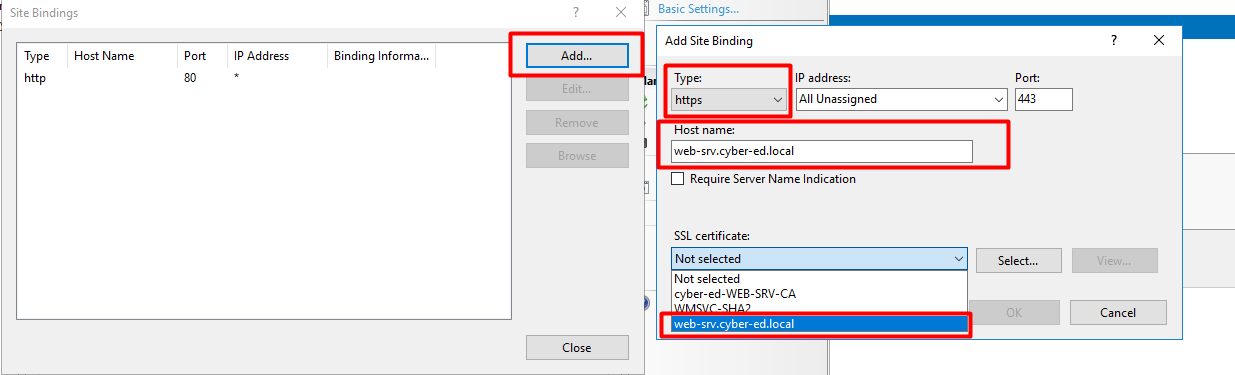 Site Bindings
Type Host Name Port IP Address Binding Informa...
http 80 *
Add...
Edit...
Remove
Browse
Close
Basic Settings...
Add Site Binding
Type: IP address: Port:
https All Unassigned 443
Host name:
web-srv.cyber-ed.local
Require Server Name Indication
SSL certificate:
Not selected
Select...
View...
Not selected
cyber-ed-WEB-SRV-CA
WMSVC-SHA2
web-srv.cyber-ed.local
OK
Cancel